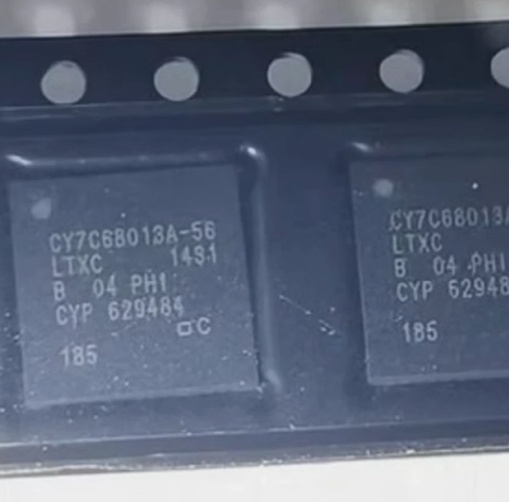 CY7C68013A-56
LTXC 1431
B 04 PHI
CYP 629484
C
185
CY7C68013A
LTXC
B 04 PHI
CYP 62948
185